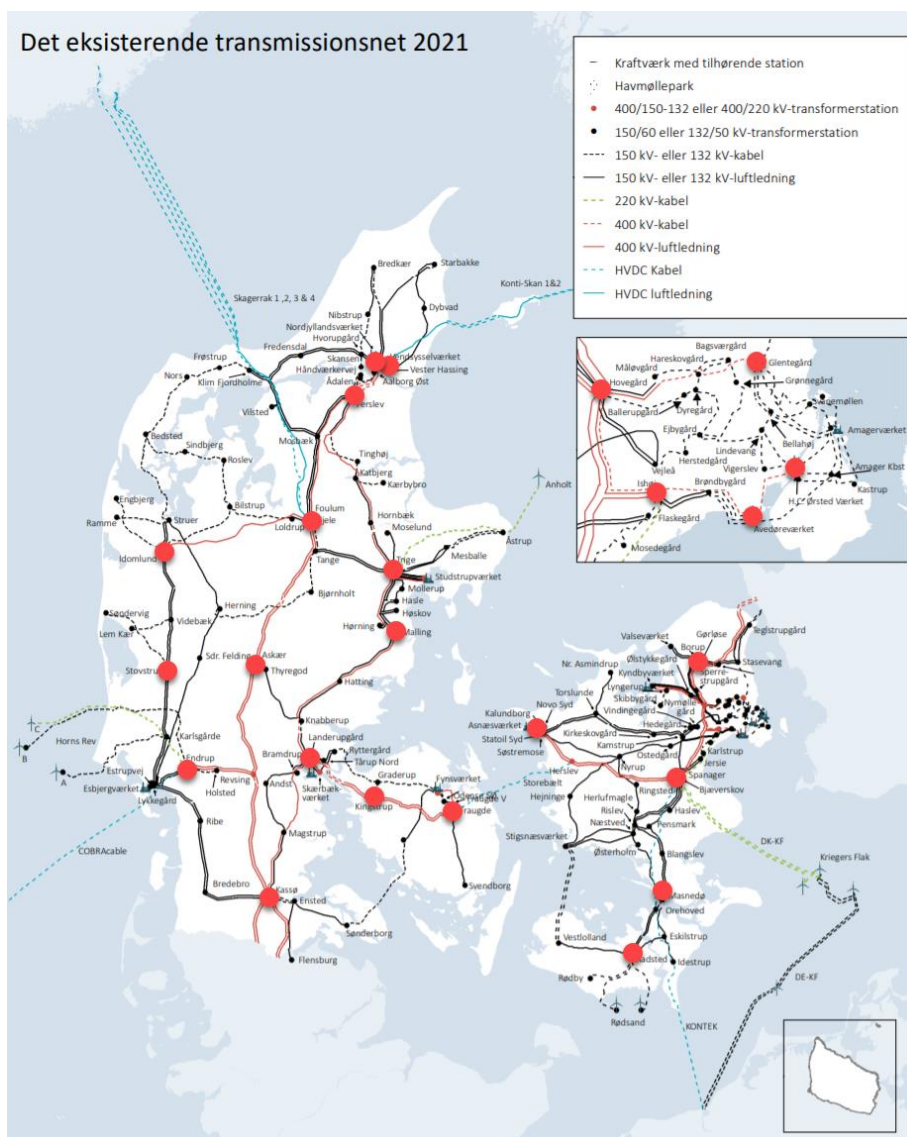 Det eksisterende transmissionsnet 2021
Kraftværk med tilhørende station
Havmøllepark
400/150-132 eller 400/220 kV-transformerstation
150/60 eller 132/50 kV-transformerstation
150 kV- eller 132 kV-kabel
150 kV- eller 132 kV-luftledning
220 kV-kabel
400 kV-kabel
400 kV-luftledning
HVDC Kabel
HVDC luftledning
Bredkær
Starbakke
Skagerrak 1 ,2, 3 & 4
Konti-Skan 1&2
Nibstrup
Dybvad
Nordjyllandsværket
Hvorupgård
Fredensdal
Skansen
Vester Hassing
Håndværkervej
Aalborg Øst
Ådalen
Frøstrup
Nors
Klim Fjordholme
Vilsted
Mosbæk
Bedsted
Sindbjerg
Roslev
Tinghøj
Katbjerg
Kærbybro
Anholt
Engbjerg
Ramme
Struer
Bilstrup
Loldrup
Foulum
Hornbæk
Moselund
Mesballe
Åstrup
Idomlund
Tange
Trige
Studstrupværket
Mollerup
Hasle
Høskov
Hørning
Malling
Bjørnholt
Herning
Søndervig
Lem Kær
Videbæk
Sdr. Felding
Askær
Thyregod
Stovstrup
Hatting
Knabberup
Landerupgård
Bramdrup
Ryttergård
Tårup Nord
Graderup
Skærbæk
værket
Fynsværket
Kingstrup
Svendborg
C
B
A
Horns Rev
Karlsgårde
Endrup
Estrupvej
Revsing
Holsted
Andst
Esbjergværket
Lykkegård
Ribe
Magstrup
COBRAcable
Bredebro
Kassø
Ensted
Sønderborg
Flensburg
Bagsværgård
Måløvgård
Hareskovgård
Glentegård
Hovegård
Grønnegård
Ballerupgård
Dyregård
Ejbygård
Amagerværket
Lindevang
Bellahøj
Herstedgård
Vejleå
Vigerslev
Amager Kbst
Ishøj
Brøndbygård
Kastrup
H.C. Ørsted Værket
Flaskegård
Avedøreværket
Mosedegård
Teglstrupgård
Valseværket
Gørløse
Ølstykkegård
Borup
Stasevang
Kyndbyværket
Nr. Asmindrup
Lyngerup
Skibbygård
Torslunde
Novo Syd
Vindingegård
Kalundborg
Asnæsværket
Hedegård
Statoil Syd
Kirkeskovgård
Kamstrup
Karlstrup
Søstremose
Ostedgård
Spanager
Nyrup
Storebælt
Ringsted
Bjæverskov
Hejninge
Herlufmagle
Rislev
Haslev
Næstved
Fensmark
Stigsnæsværket
Østerholm
Blangslev
DK-KF
Kriegers Flak
Masnedø
Orehoved
Vestlolland
Eskilstrup
Idestrup
Rødby
Rødsand
KONTEK
DE-KF